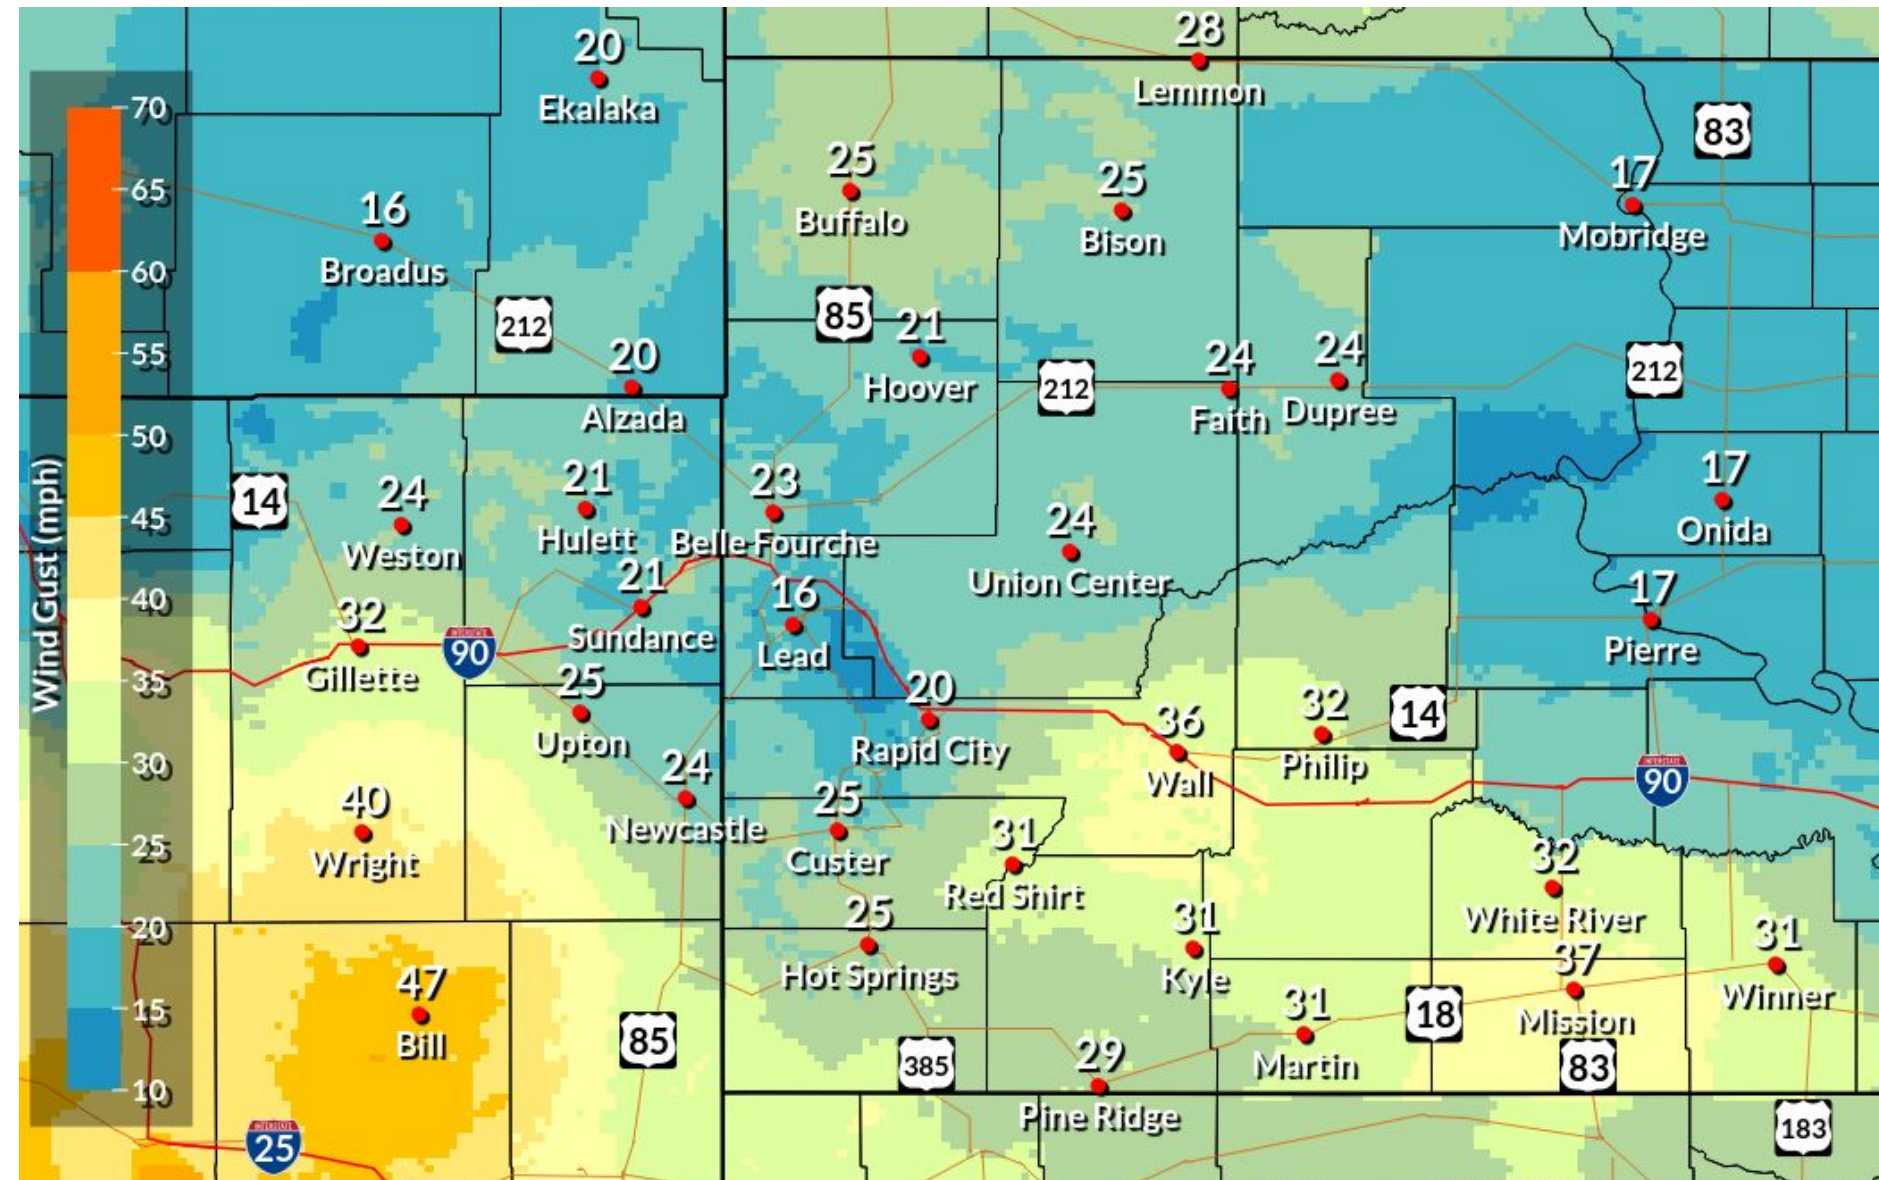 Wind Gust (mph)
70
65
60
55
50
45
40
35
30
25
20
15
10
20
Ekalaka
28
Lemmon
83
16
Broadus
25
Buffalo
25
Bison
17
Mobridge
212
85
21
Hoover
20
Alzada
212
24
Faith
24
Dupree
212
14
24
Weston
21
Hulett
23
Belle Fourche
24
Union Center
17
Onida
32
Gillette
INTERSTATE
90
21
Sundance
16
Lead
17
Pierre
25
Upton
20
Rapid City
36
Wall
32
Philip
14
INTERSTATE
90
40
Wright
24
Newcastle
25
Custer
31
Red Shirt
32
White River
47
Bill
25
Hot Springs
31
Kyle
37
Mission
31
Winner
85
385
29
Pine Ridge
31
Martin
18
83
INTERSTATE
25
183